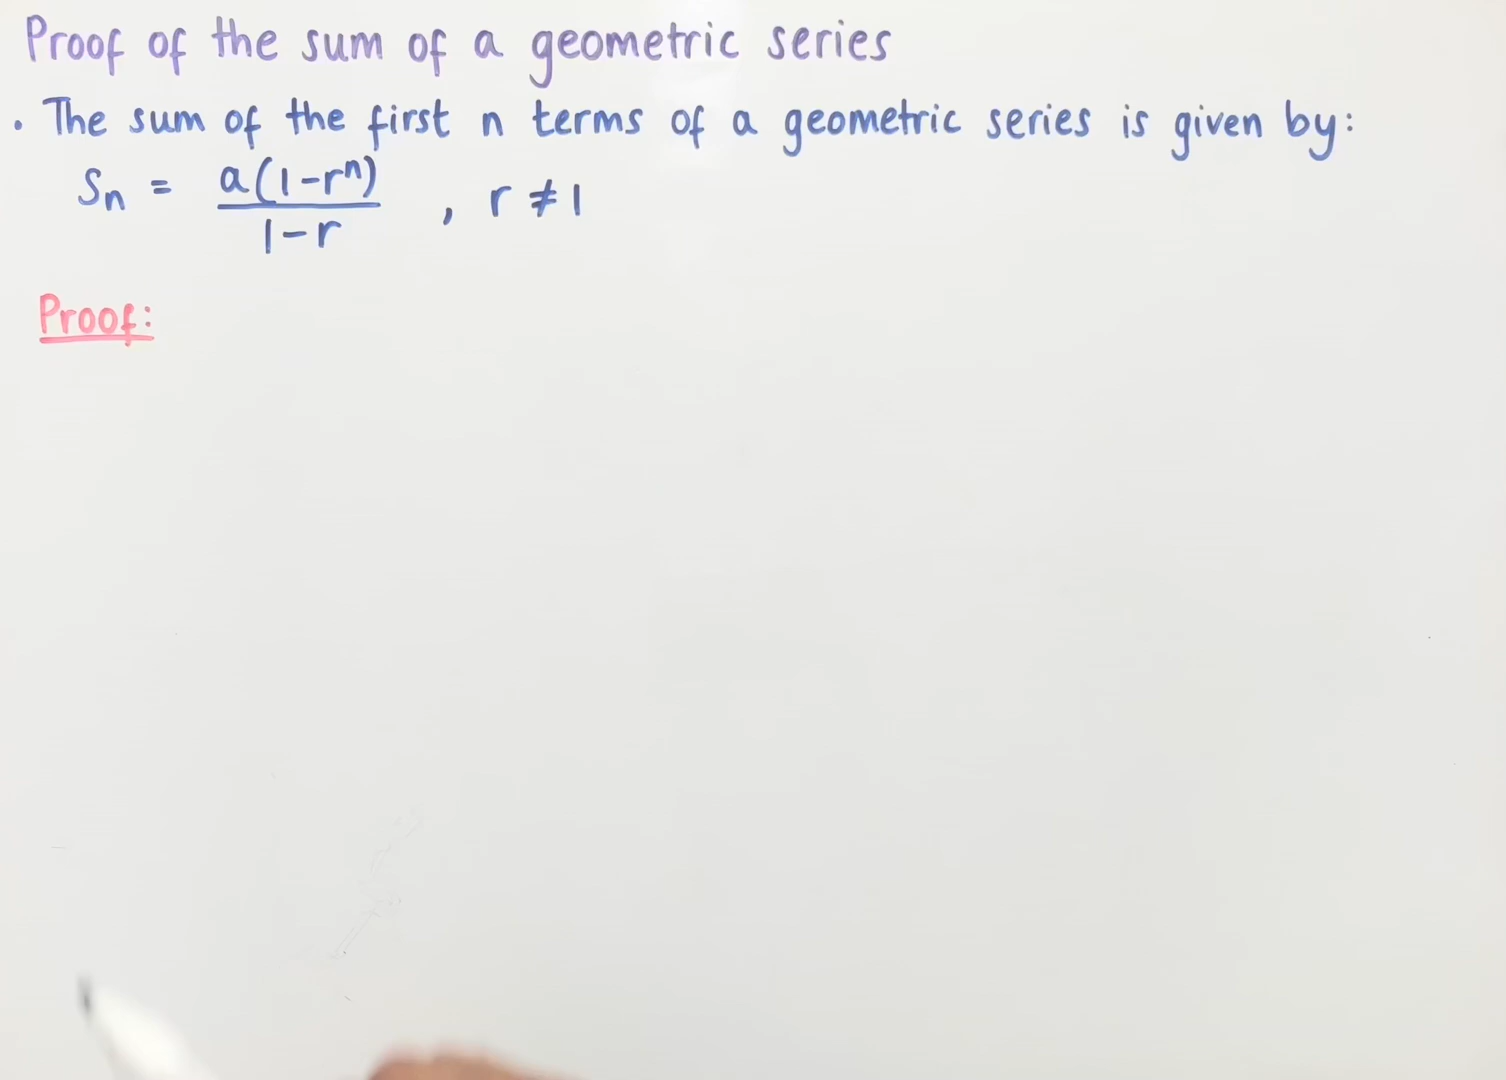 Proof of the sum of a geometric series
• The sum of the first n terms of a geometric series is given by:
Sn = a(1-rⁿ) / 1-r , r ≠ 1
Proof: